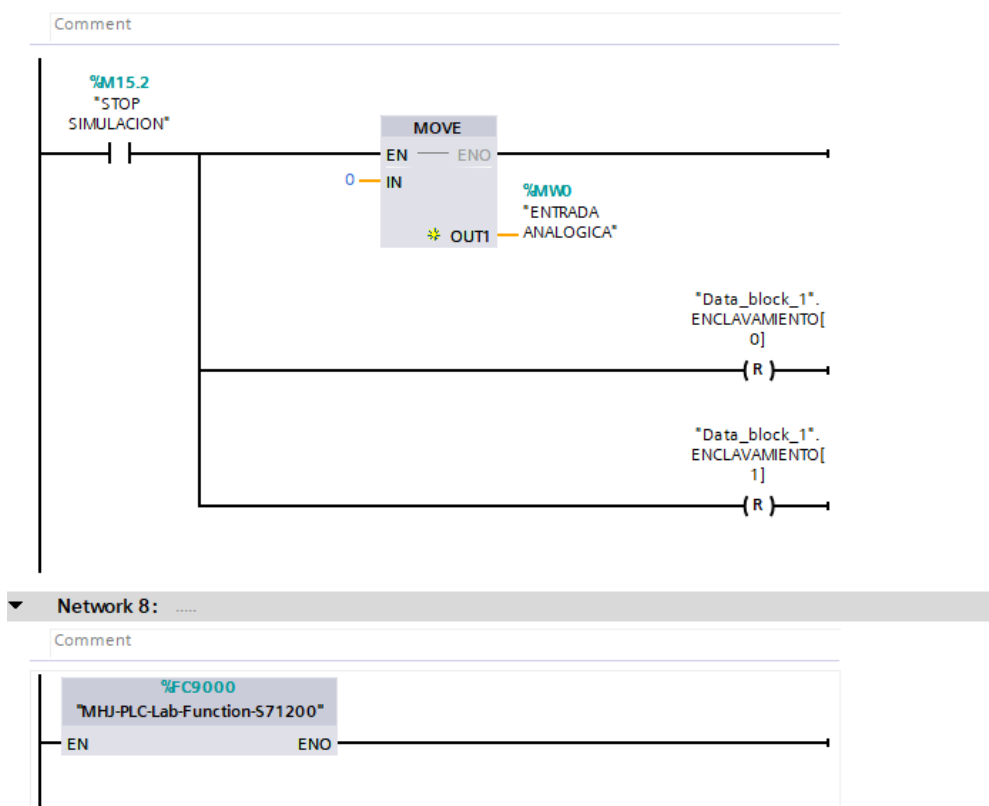 Comment
%M15.2
"STOP
SIMULACION"
MOVE
EN ENO
0 IN
%MW0
"ENTRADA
OUT1 ANALOGICA"
"Data_block_1".
ENCLAVAMIENTO[
0]
R
"Data_block_1".
ENCLAVAMIENTO[
1]
R
Network 8: .....
Comment
%FC9000
"MHJ-PLC-Lab-Function-S71200"
EN ENO